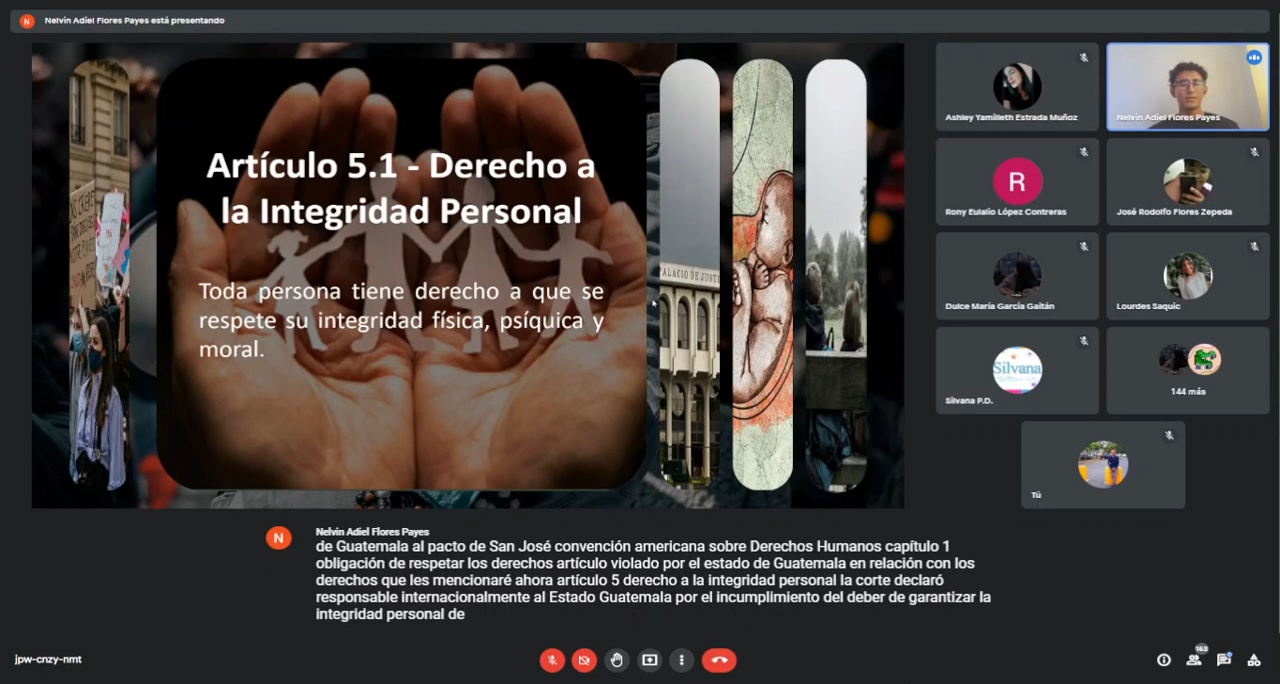 N
Nelvin Adiel Flores Payes está presentando
Artículo 5.1 - Derecho a
la Integridad Personal
Toda persona tiene derecho a que se
respete su integridad física, psíquica y
moral.
PALACIO DE JUST
Ashley Yamilleth Estrada Muñoz
Nelvin Adiel Flores Payes
R
Rony Eulalio López Contreras
José Rodolfo Flores Zepeda
Dulce María García Gaitán
Lourdes Saquic
Silvana
Silvana P.D.
144 más
Tú
N
Nelvin Adiel Flores Payes
de Guatemala al pacto de San José convención americana sobre Derechos Humanos capítulo 1
obligación de respetar los derechos artículo violado por el estado de Guatemala en relación con los
derechos que les mencionaré ahora artículo 5 derecho a la integridad personal la corte declaró
responsable internacionalmente al Estado Guatemala por el incumplimiento del deber de garantizar la
integridad personal de
jpw-cnzy-nmt
163